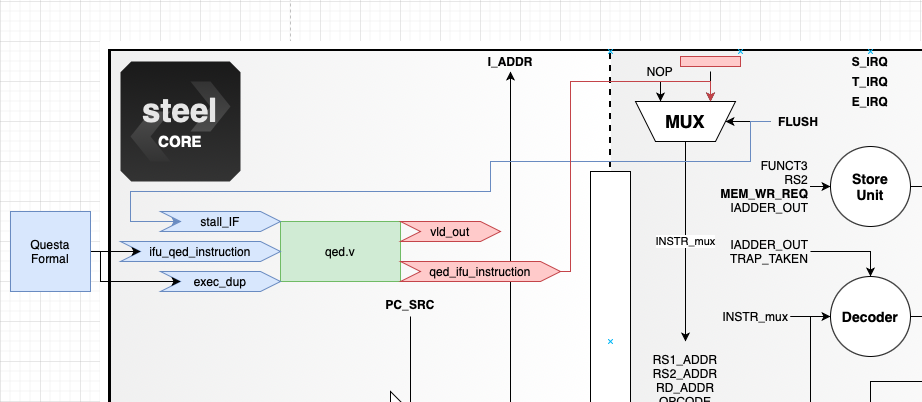 steel
CORE
I_ADDR
NOP
MUX
FLUSH
S_IRQ
T_IRQ
E_IRQ
FUNCT3
RS2
MEM_WR_REQ
IADDER_OUT
Store
Unit
Questa
Formal
stall_IF
ifu_qed_instruction
exec_dup
qed.v
vld_out
qed_ifu_instruction
INSTR_mux
IADDER_OUT
TRAP_TAKEN
PC_SRC
INSTR_mux
Decoder
RS1_ADDR
RS2_ADDR
RD_ADDR
OPCODE